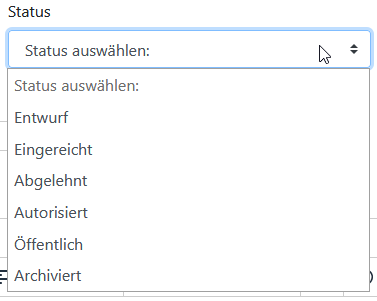 Status
Status auswählen:
Status auswählen:
Entwurf
Eingereicht
Abgelehnt
Autorisiert
Öffentlich
Archiviert